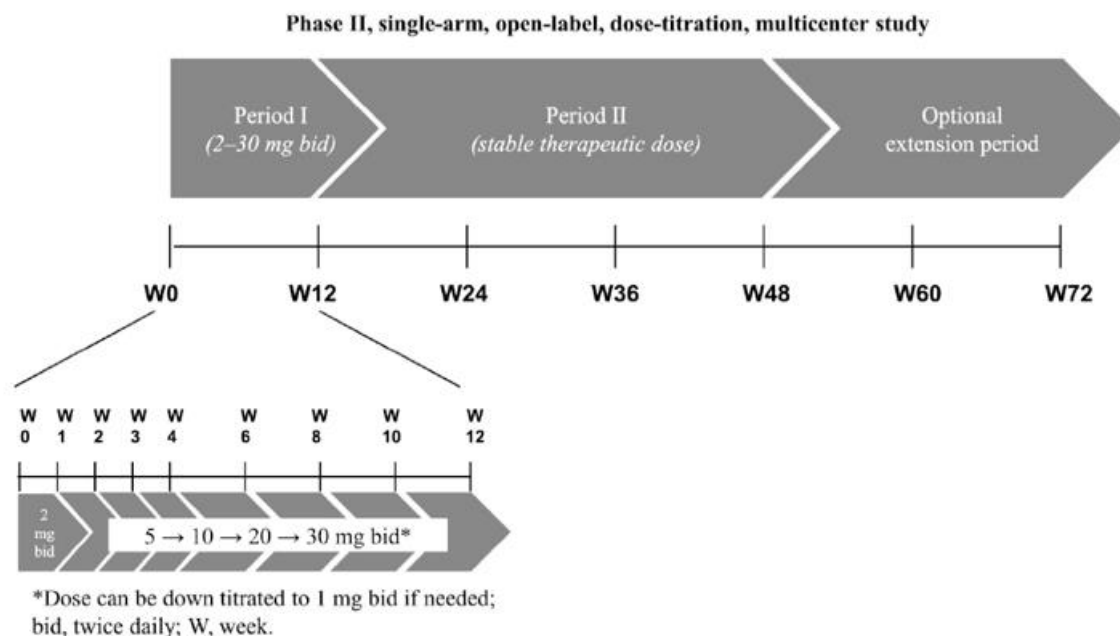 Phase II, single-arm, open-label, dose-titration, multicenter study
Period I
(2–30 mg bid)
Period II
(stable therapeutic dose)
Optional
extension period
W0 W12 W24 W36 W48 W60 W72
W W W W W W W W W
0 1 2 3 4 6 8 10 12
2
mg
bid
5 → 10 → 20 → 30 mg bid*
*Dose can be down titrated to 1 mg bid if needed;
bid, twice daily; W, week.